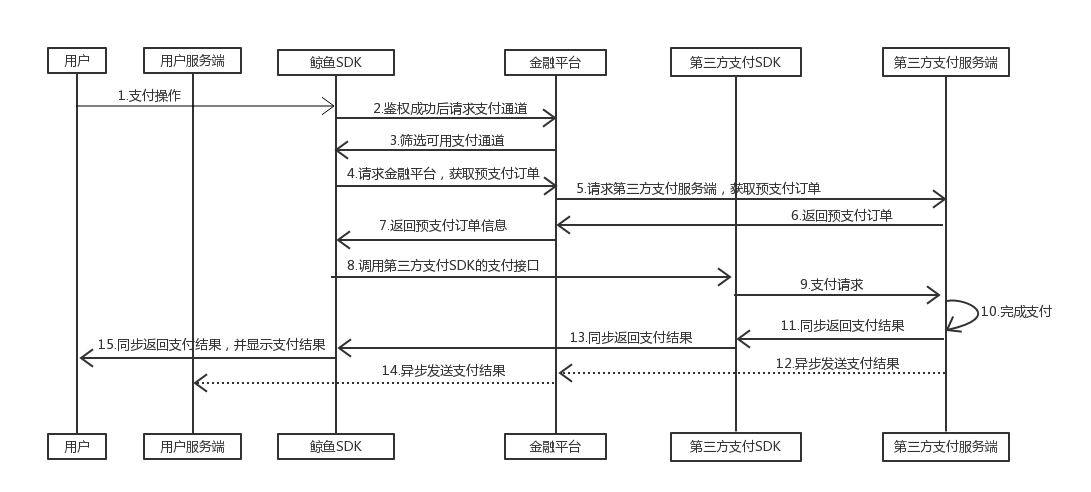 用户
用户服务端
鲸鱼SDK
金融平台
第三方支付SDK
第三方支付服务端
1.支付操作
2.鉴权成功后请求支付通道
3.筛选可用支付通道
4.请求金融平台，获取预支付订单
5.请求第三方支付服务端，获取预支付订单
6.返回预支付订单
7.返回预支付订单信息
8.调用第三方支付SDK的支付接口
9.支付请求
10.完成支付
11.同步返回支付结果
13.同步返回支付结果
15.同步返回支付结果，并显示支付结果
12.异步发送支付结果
14.异步发送支付结果
用户
用户服务端
鲸鱼SDK
金融平台
第三方支付SDK
第三方支付服务端